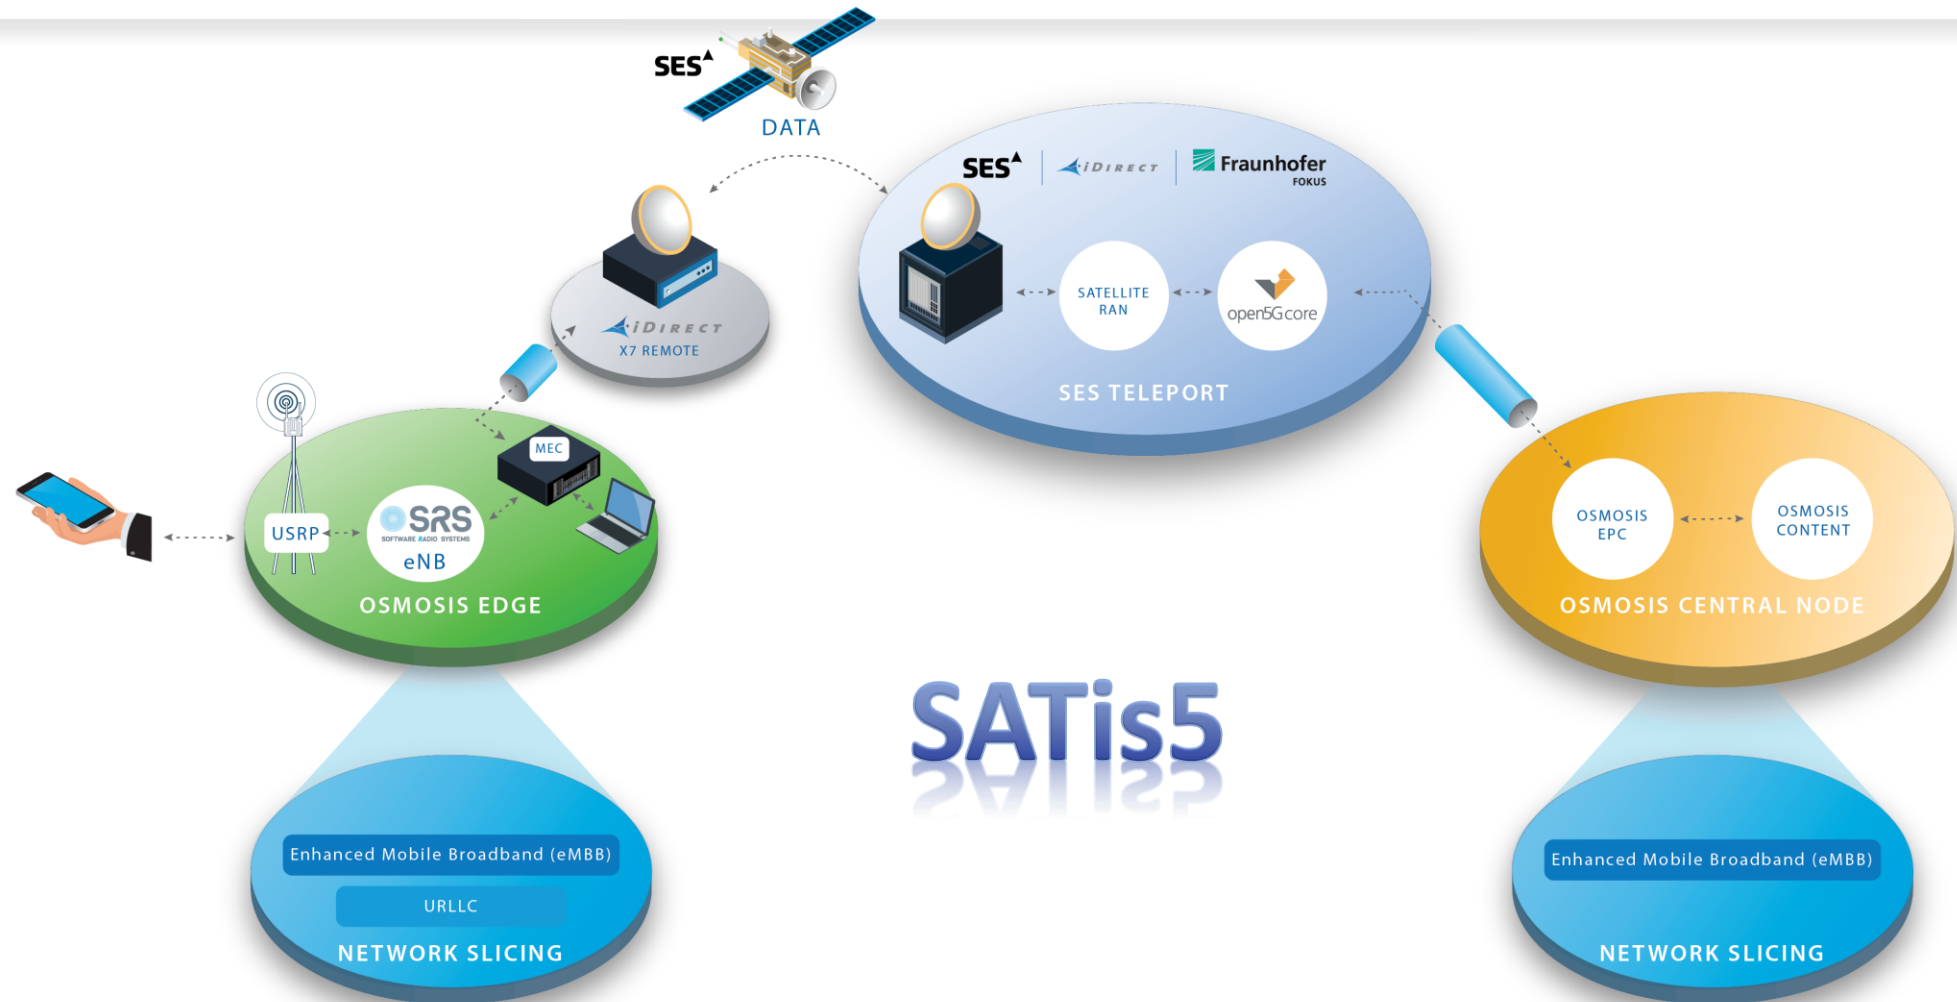 SES
DATA
SES
iDIRECT
Fraunhofer
FOKUS
SATELLITE
RAN
open5Gcore
SES TELEPORT
iDIRECT
X7 REMOTE
MEC
USRP
SRS
SOFTWARE RADIO SYSTEMS
eNB
OSMOSIS EDGE
OSMOSIS
EPC
OSMOSIS
CONTENT
OSMOSIS CENTRAL NODE
SATis5
Enhanced Mobile Broadband (eMBB)
URLLC
NETWORK SLICING
Enhanced Mobile Broadband (eMBB)
NETWORK SLICING